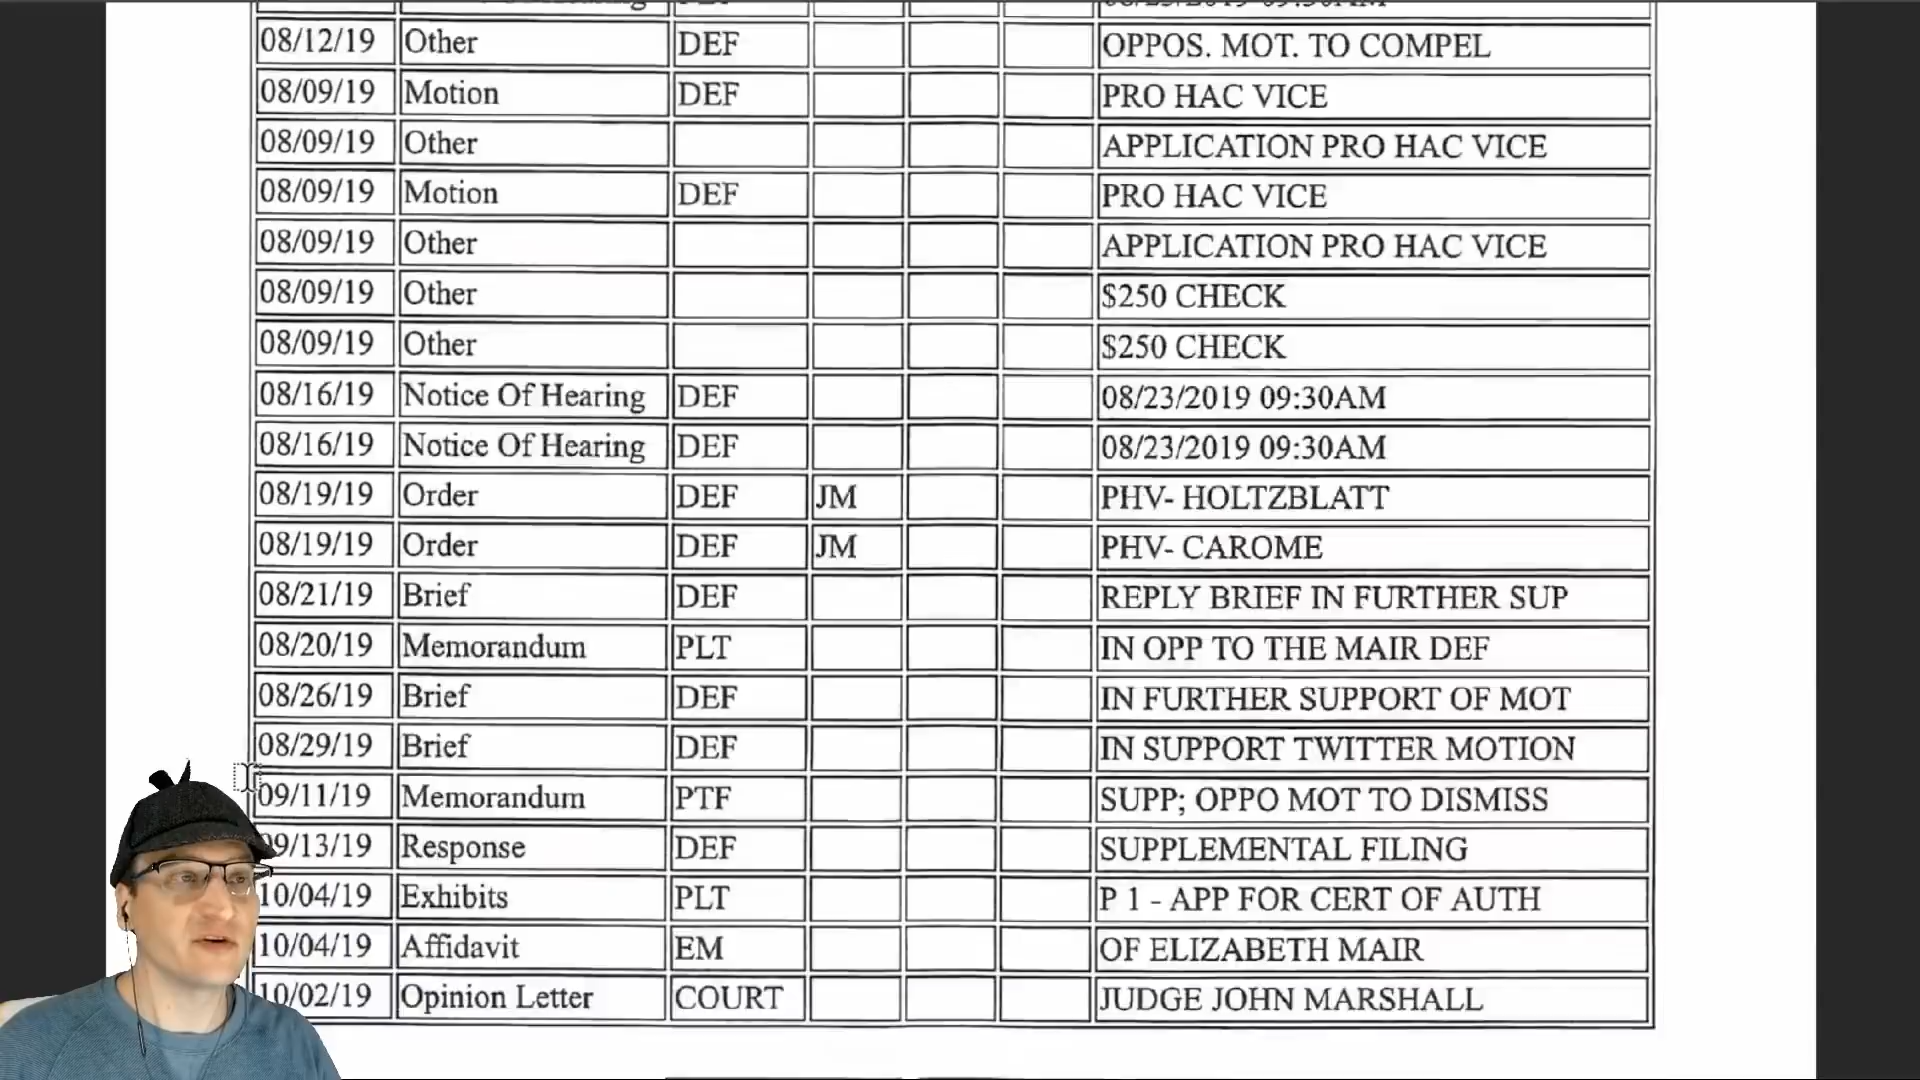 08/12/19 Other DEF OPPOS. MOT. TO COMPEL
08/09/19 Motion DEF PRO HAC VICE
08/09/19 Other APPLICATION PRO HAC VICE
08/09/19 Motion DEF PRO HAC VICE
08/09/19 Other APPLICATION PRO HAC VICE
08/09/19 Other $250 CHECK
08/09/19 Other $250 CHECK
08/16/19 Notice Of Hearing DEF 08/23/2019 09:30AM
08/16/19 Notice Of Hearing DEF 08/23/2019 09:30AM
08/19/19 Order DEF JM PHV- HOLTZBLATT
08/19/19 Order DEF JM PHV- CAROME
08/21/19 Brief DEF REPLY BRIEF IN FURTHER SUP
08/20/19 Memorandum PLT IN OPP TO THE MAIR DEF
08/26/19 Brief DEF IN FURTHER SUPPORT OF MOT
08/29/19 Brief DEF IN SUPPORT TWITTER MOTION
09/11/19 Memorandum PTF SUPP; OPPO MOT TO DISMISS
09/13/19 Response DEF SUPPLEMENTAL FILING
10/04/19 Exhibits PLT P 1 - APP FOR CERT OF AUTH
10/04/19 Affidavit EM OF ELIZABETH MAIR
10/02/19 Opinion Letter COURT JUDGE JOHN MARSHALL